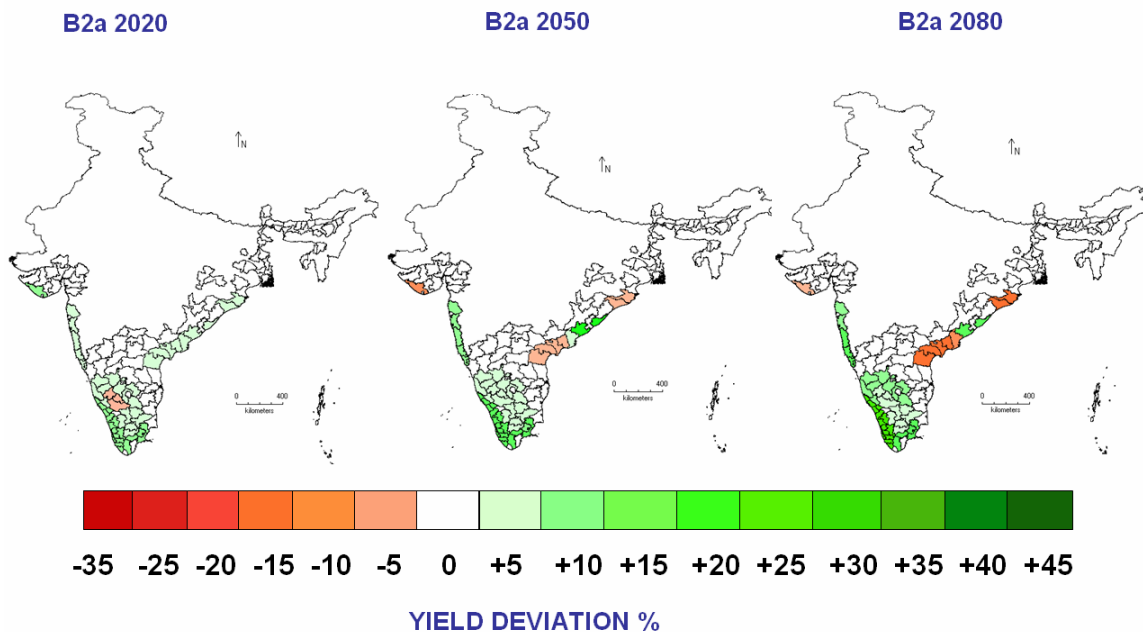 B2a 2020 B2a 2050 B2a 2080
N N N
0 400 0 400 0 400
kilometers kilometers kilometers
-35 -25 -20 -15 -10 -5 0 +5 +10 +15 +20 +25 +30 +35 +40 +45
YIELD DEVIATION %